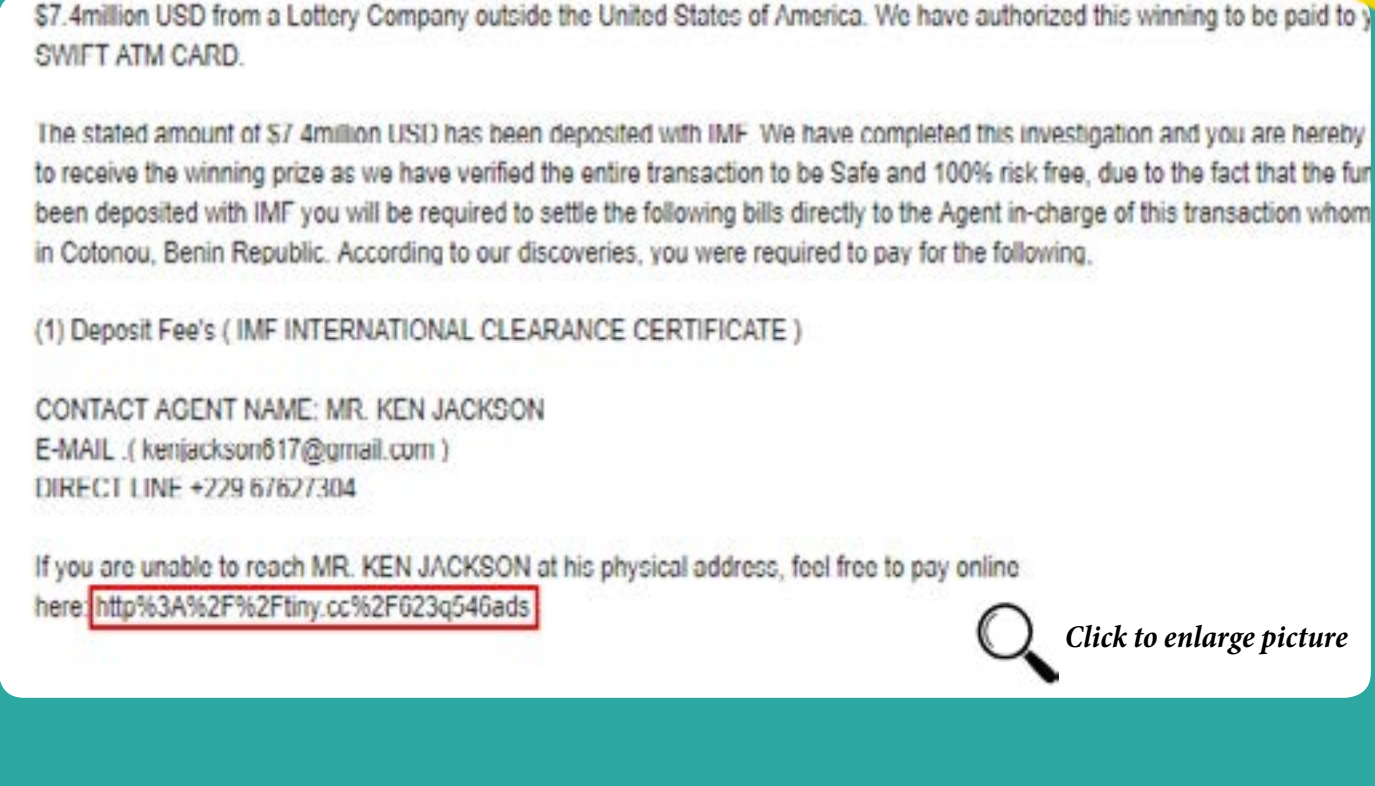 $7.4million USD from a Lottery Company outside the United States of America. We have authorized this winning to be paid to y
SWIFT ATM CARD.
The stated amount of $7.4million USD has been deposited with IMF. We have completed this investigation and you are hereby
to receive the winning prize as we have verified the entire transaction to be Safe and 100% risk free, due to the fact that the fun
been deposited with IMF you will be required to settle the following bills directly to the Agent in-charge of this transaction whom
in Cotonou, Benin Republic. According to our discoveries, you were required to pay for the following,
(1) Deposit Fee's ( IMF INTERNATIONAL CLEARANCE CERTIFICATE )
CONTACT AGENT NAME: MR. KEN JACKSON
E-MAIL .( kenjackson617@gmail.com )
DIRECT LINE +229 67627304
If you are unable to reach MR. KEN JACKSON at his physical address, feel free to pay online
here: http%3A%2F%2Ftiny.cc%2F623q546ads
Click to enlarge picture